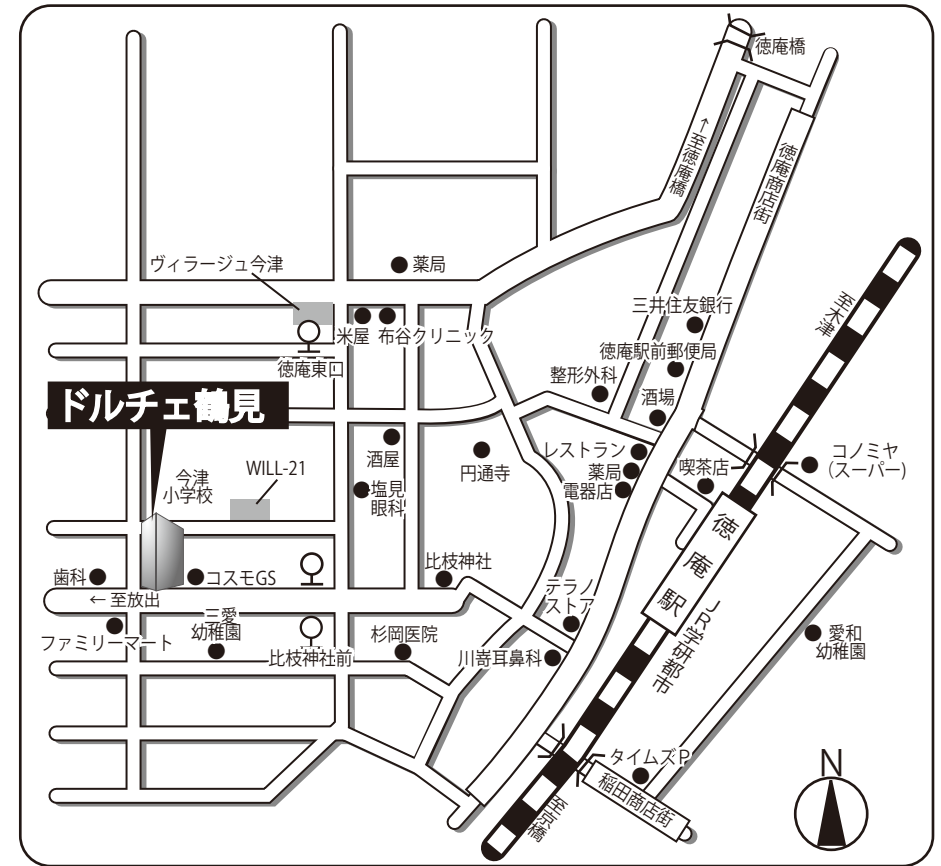 徳庵橋
←至徳庵橋
徳庵商店街
ヴィラージュ今津
薬局
至木津
三井住友銀行
米屋
布谷クリニック
徳庵駅前郵便局
徳庵東口
整形外科
酒場
ドルチェ鶴見
酒屋
円通寺
レストラン
薬局
電器店
喫茶店
コノミヤ
(スーパー)
今津
小学校
WILL-21
塩見
眼科
徳庵駅
比枝神社
歯科
コスモGS
← 至放出
テラノ
ストア
JR学研都市
三愛
幼稚園
ファミリーマート
比枝神社前
杉岡医院
川嵜耳鼻科
愛和
幼稚園
タイムズP
稲田商店街
至京橋
N